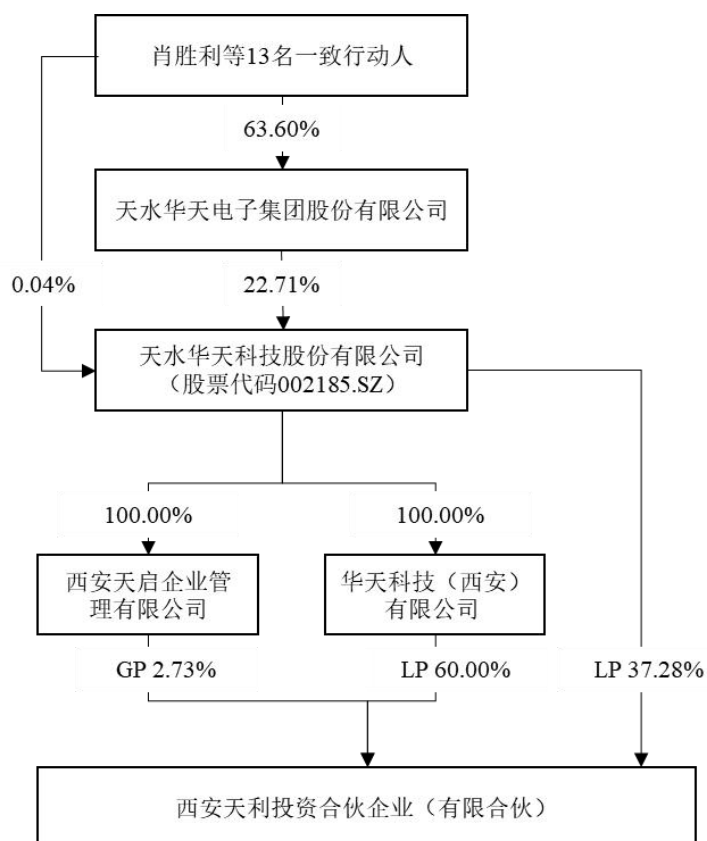 肖胜利等13名一致行动人
63.60%
天水华天电子集团股份有限公司
0.04%
22.71%
天水华天科技股份有限公司
（股票代码002185.SZ）
100.00%
100.00%
西安天启企业管
理有限公司
华天科技（西安）
有限公司
GP 2.73%
LP 60.00%
LP 37.28%
西安天利投资合伙企业（有限合伙）